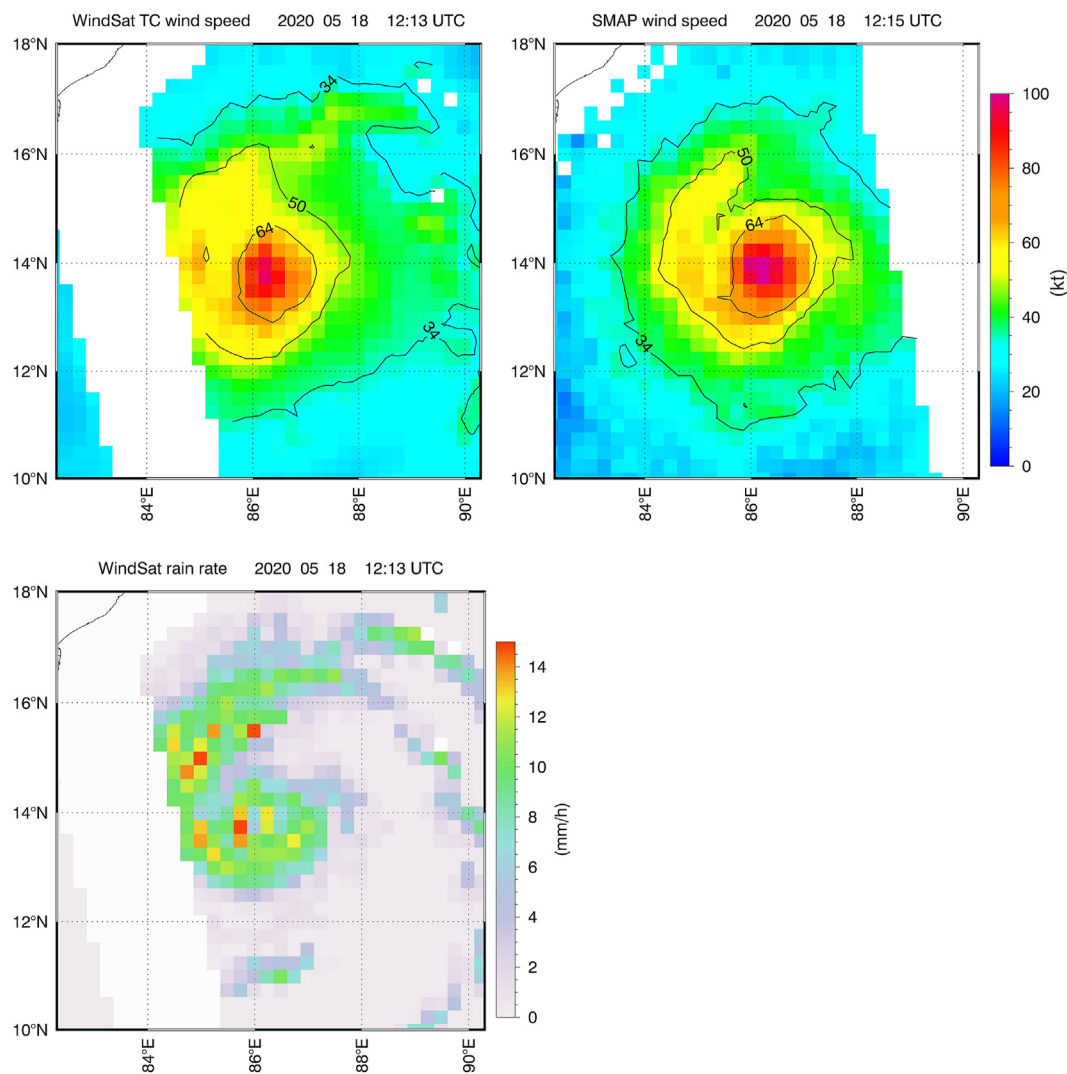 WindSat TC wind speed 2020 05 18 12:13 UTC
SMAP wind speed 2020 05 18 12:15 UTC
18°N
16°N
14°N
12°N
10°N
84°E
86°E
88°E
90°E
34
50
64
34
18°N
16°N
14°N
12°N
10°N
84°E
86°E
88°E
90°E
50
64
34
100
80
60
40
20
0
(kt)
WindSat rain rate 2020 05 18 12:13 UTC
18°N
16°N
14°N
12°N
10°N
84°E
86°E
88°E
90°E
14
12
10
8
6
4
2
0
(mm/h)